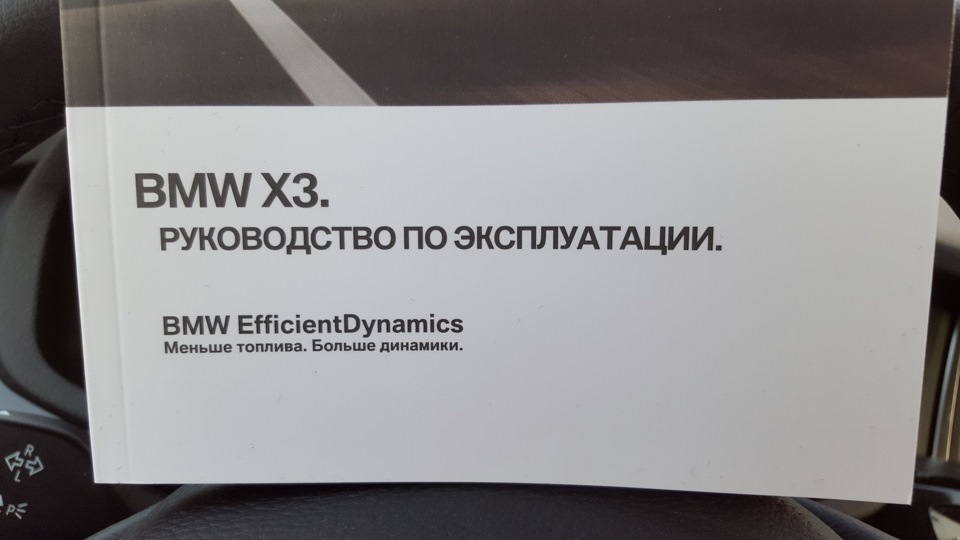 BMW X3.
РУКОВОДСТВО ПО ЭКСПЛУАТАЦИИ.
BMW EfficientDynamics
Меньше топлива. Больше динамики.
R
L
P